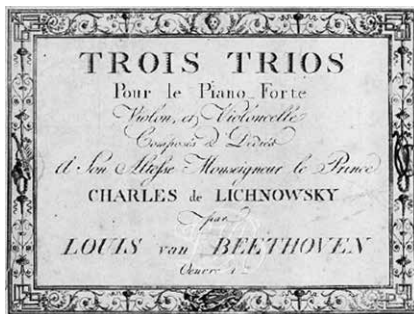 TROIS TRIOS
Pour le Piano Forte
Violon, et Violoncelle
Composés & Dediés
A Son Altesse Monseigneur le Prince
CHARLES de LICHNOWSKY
par
LOUIS van BEETHOVEN
Oeuvre 1